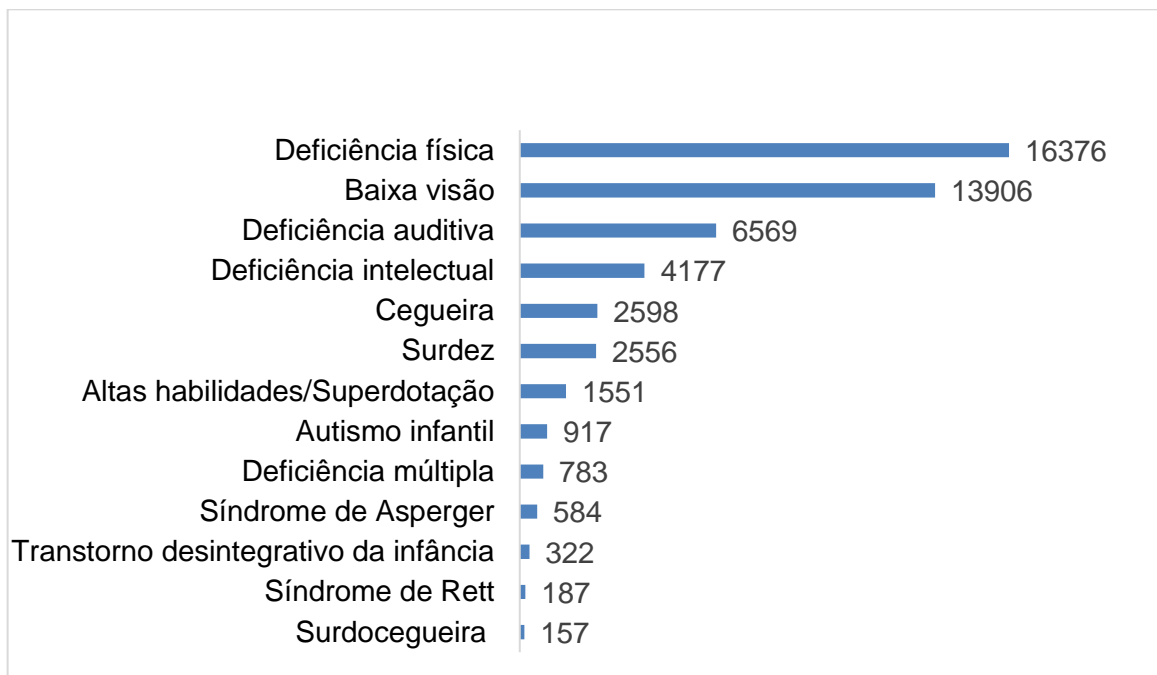 Deficiência física 16376
Baixa visão 13906
Deficiência auditiva 6569
Deficiência intelectual 4177
Cegueira 2598
Surdez 2556
Altas habilidades/Superdotação 1551
Autismo infantil 917
Deficiência múltipla 783
Síndrome de Asperger 584
Transtorno desintegrativo da infância 322
Síndrome de Rett 187
Surdocegueira 157